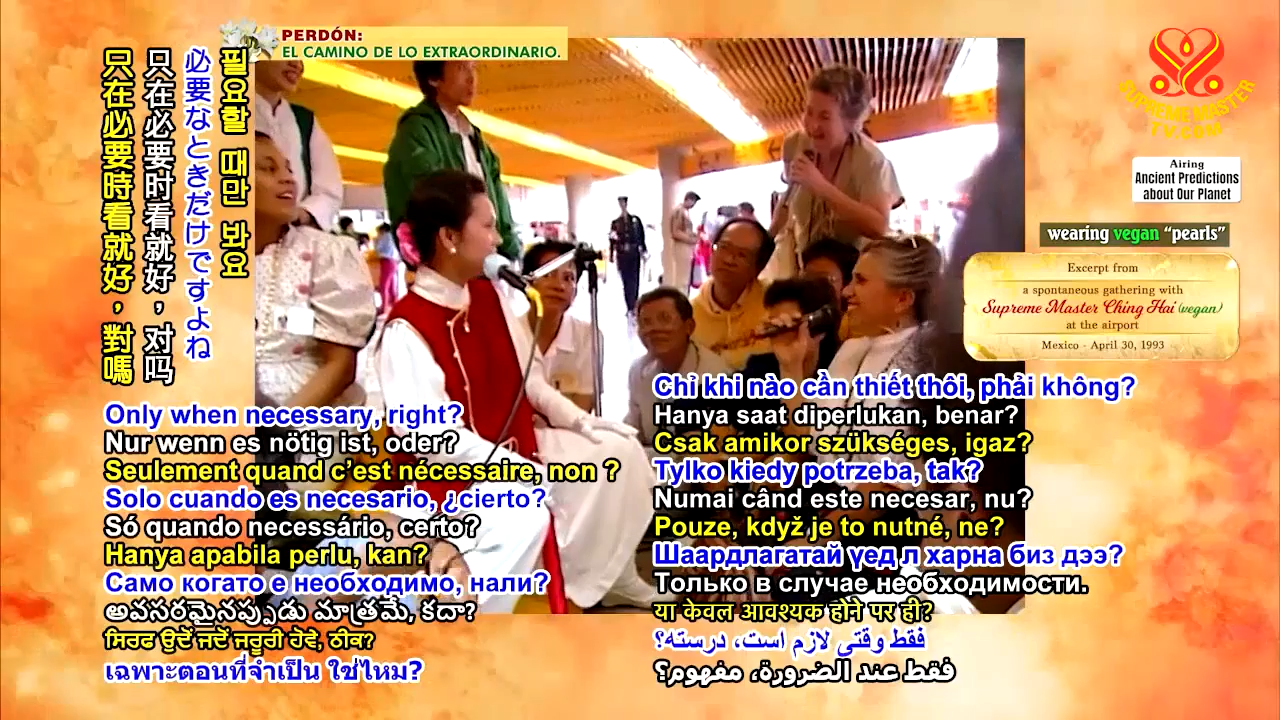 PERDÓN:
EL CAMINO DE LO EXTRAORDINARIO.
SUPREME MASTER
TV.COM
Airing
Ancient Predictions
about Our Planet
wearing vegan “pearls”
Excerpt from
a spontaneous gathering with
Supreme Master Ching Hai (vegan)
at the airport
Mexico - April 30, 1993
필요할 때만 봐요
必要なときだけですよね
只在必要时看就好，对吗
只在必要時看就好，對嗎
Only when necessary, right?
Nur wenn es nötig ist, oder?
Seulement quand c’est nécessaire, non ?
Solo cuando es necesario, ¿cierto?
Só quando necessário, certo?
Hanya apabila perlu, kan?
Само когато е необходимо, нали?
అవసరమైనప్పుడు మాత్రమే, కదా?
ਸਿਰਫ ਉਦੋਂ ਜਦੋਂ ਜਰੂਰੀ ਹੋਵੇ, ਠੀਕ?
เฉพาะตอนที่จำเป็น ใช่ไหม?
Chỉ khi nào cần thiết thôi, phải không?
Hanya saat diperlukan, benar?
Csak amikor szükséges, igaz?
Tylko kiedy potrzeba, tak?
Numai când este necesar, nu?
Pouze, když je to nutné, ne?
Шаардлагатай үед л харна биз дээ?
Только в случае необходимости.
या केवल आवश्यक होने पर ही?
فقط وقتی لازم است، درسته؟
فقط عند الضرورة، مفهوم؟